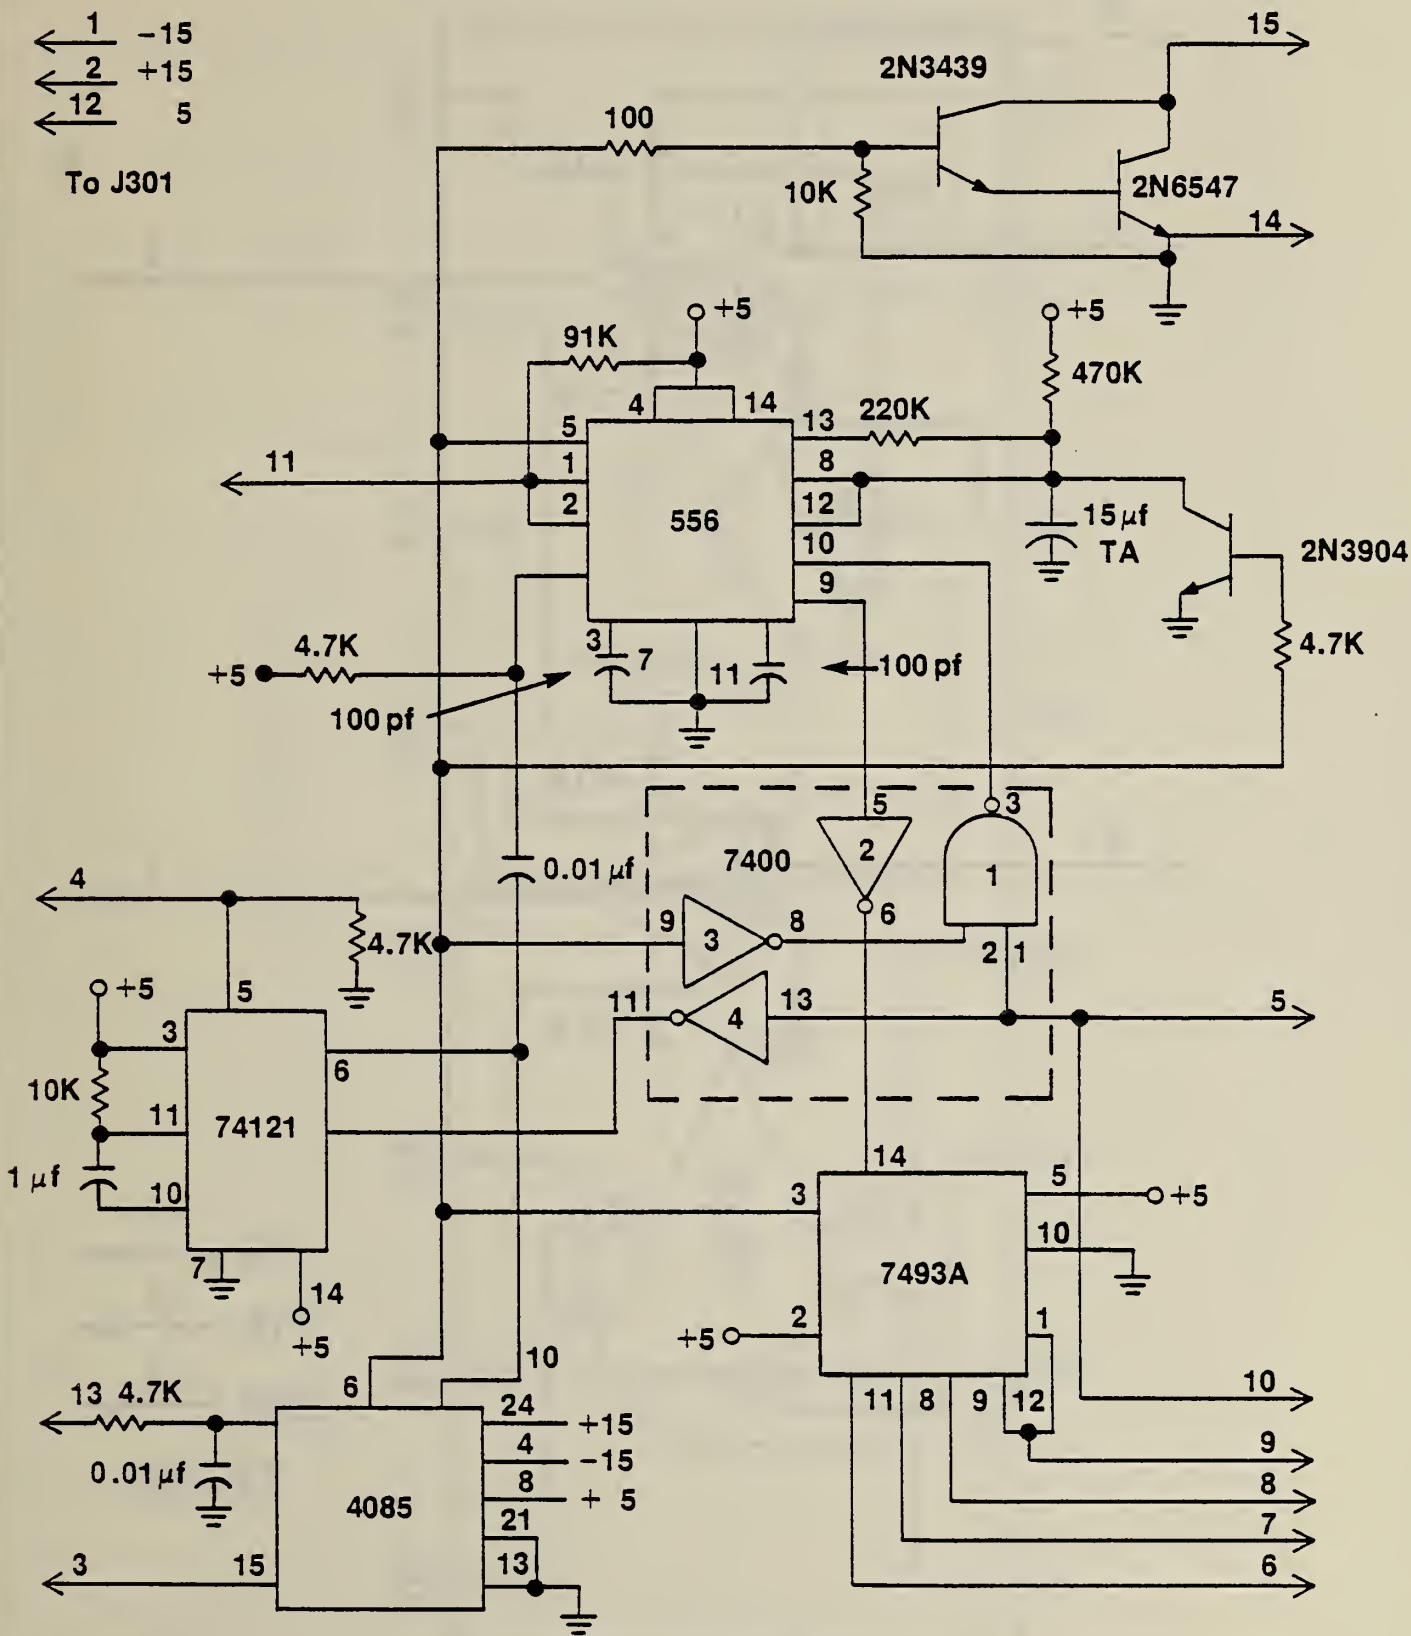 1 -15
2 +15
12 5
To J301
15
2N3439
100
10K
2N6547
14
+5
+5
91K
470K
4 14
220K
5 13
11 1 8
2 12
556
15 μf
TA
10
2N3904
9
3 7 11
4.7K
+5
100 pf
100 pf
4.7K
5 3
7400 2
1
0.01 μf
4
4.7K
9 3 8 6
2 1
+5
5
11 4 13
5
3
6
10K
11
74121
1 μf
10
14
3 5
+5
10
7493A
7
14
+5
2
+5
1
10
6
11 8 9 12
10
13 4.7K
24 +15
4 -15
9
0.01 μf
8 + 5
8
4085
21
7
13
6
3 15